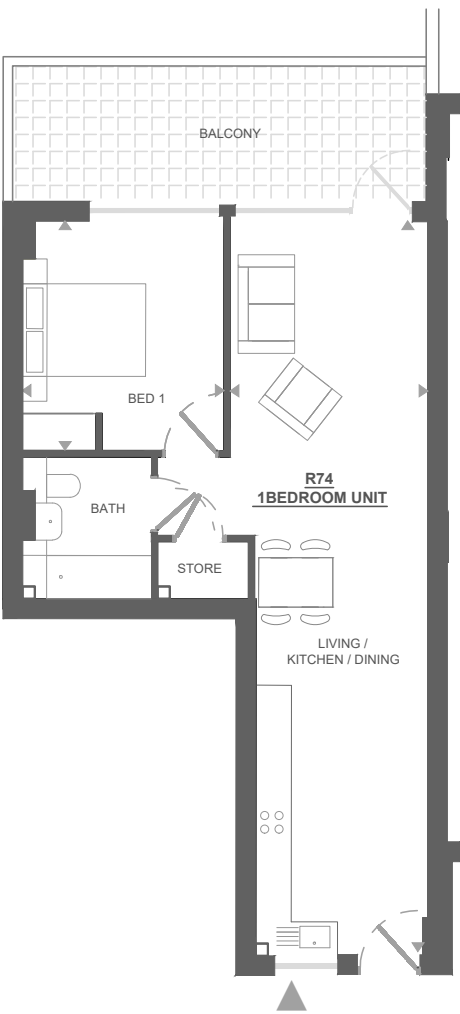 BALCONY
BED 1
R74
1BEDROOM UNIT
BATH
STORE
LIVING /
KITCHEN / DINING